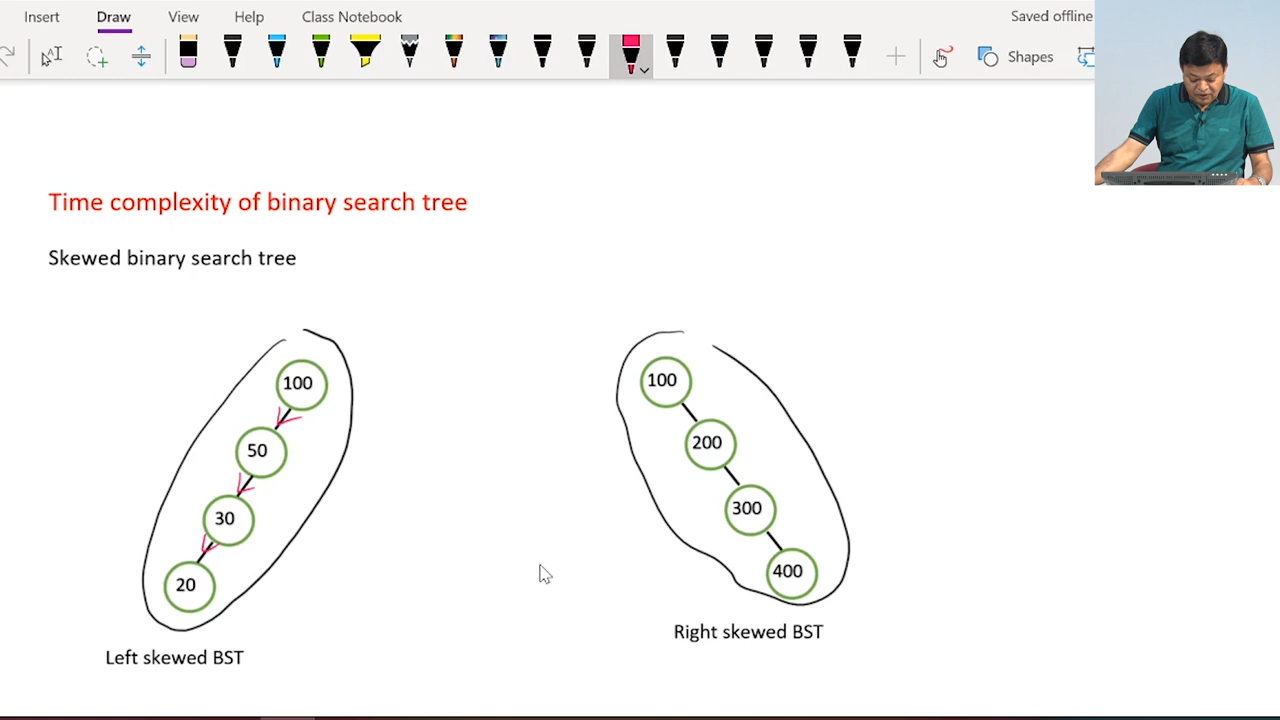 Insert Draw View Help Class Notebook Saved offline
Shapes
Time complexity of binary search tree
Skewed binary search tree
100
50
30
20
Left skewed BST
100
200
300
400
Right skewed BST